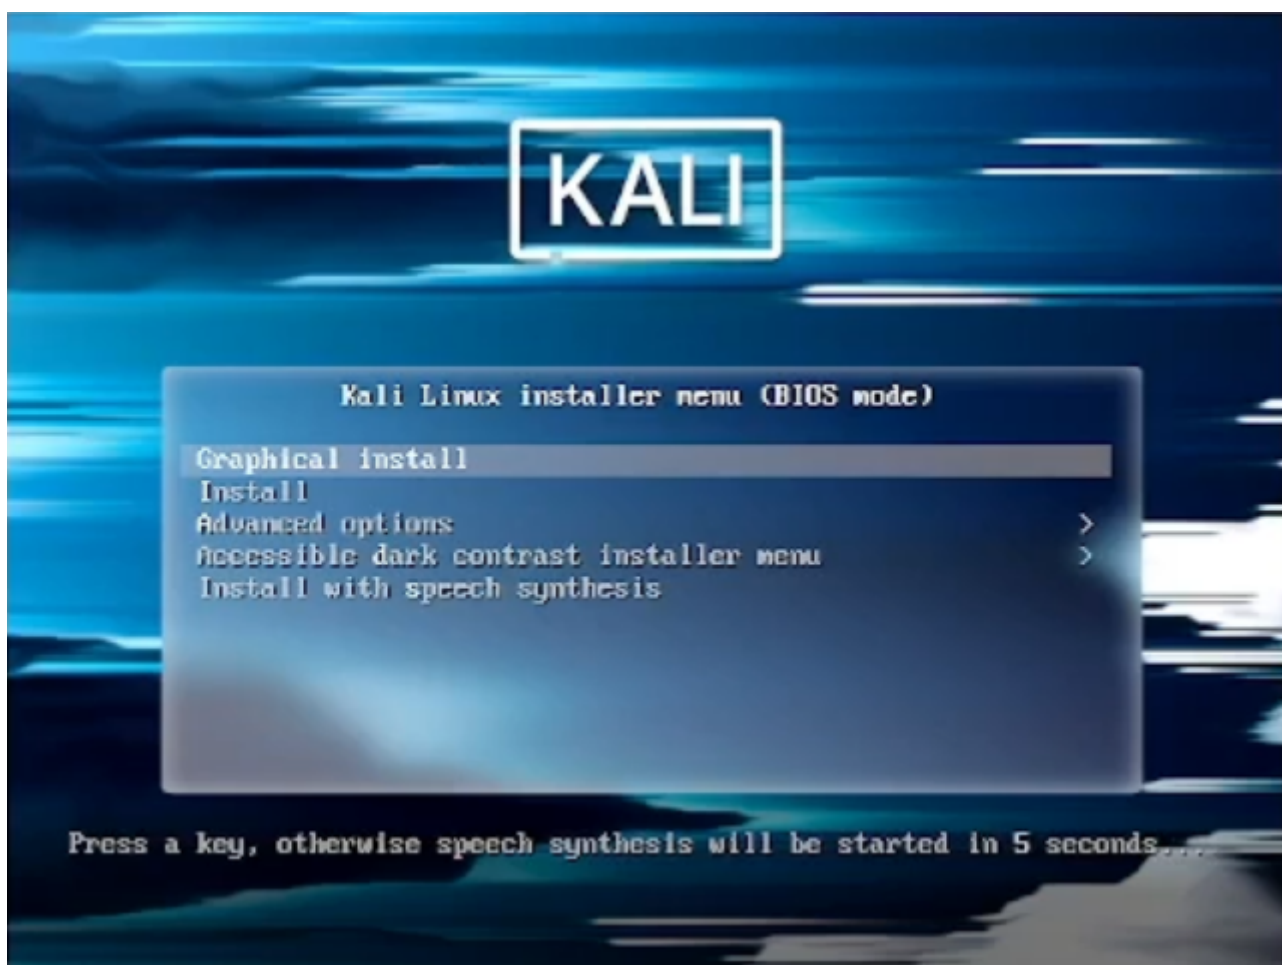 KALI
Kali Linux installer menu (BIOS mode)
Graphical install
Install
Advanced options >
Accessible dark contrast installer menu >
Install with speech synthesis
Press a key, otherwise speech synthesis will be started in 5 seconds...